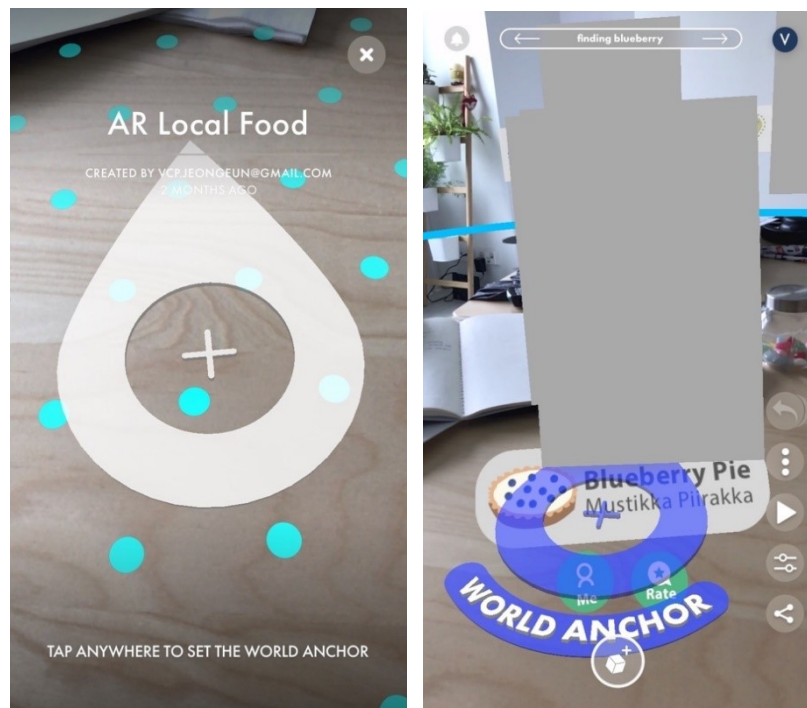 AR Local Food
CREATED BY VCPJEONGEUN@GMAIL.COM
2 MONTHS AGO
TAP ANYWHERE TO SET THE WORLD ANCHOR
finding blueberry
V
Blueberry Pie
Mustikka Piirakka
Me
Rate
WORLD ANCHOR